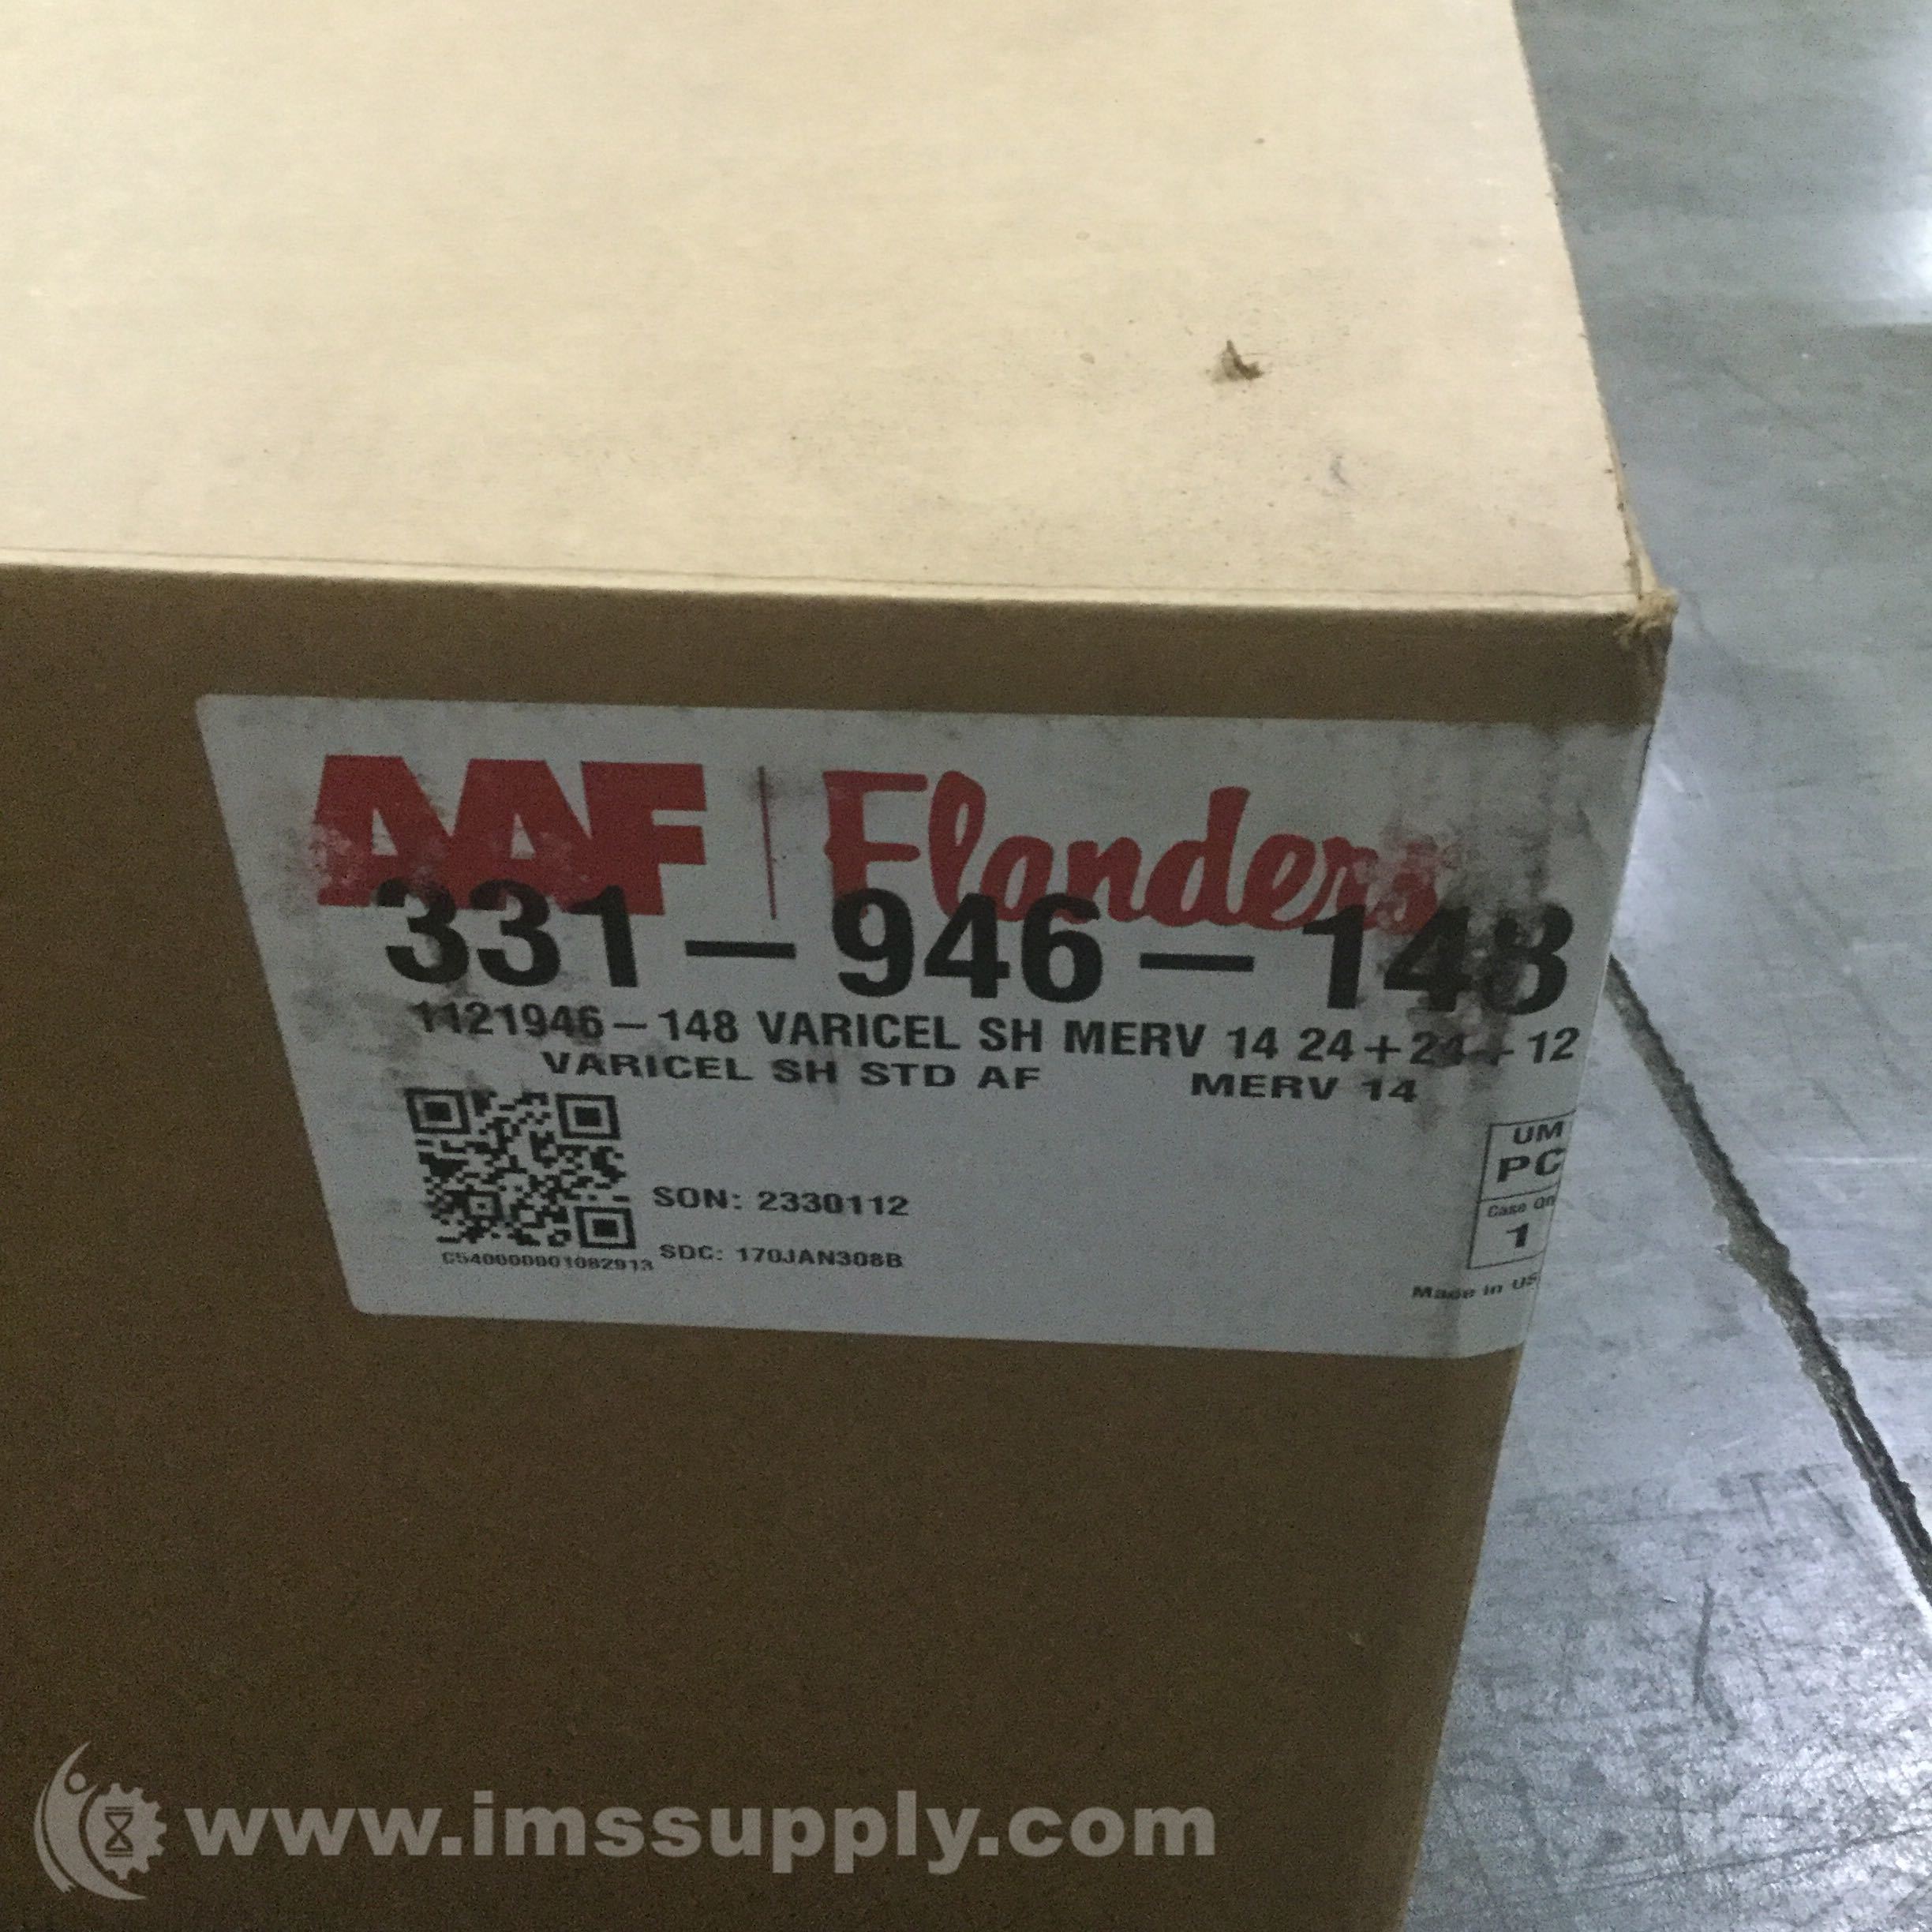 AAF | Flanders
331-946-148
1121946-148 VARICEL SH MERV 14 24+24+12
VARICEL SH STD AF MERV 14
UM
PC
Case Qn
1
SON: 2330112
SDC: 170JAN308B
C540000001082913
Made in US
www.imssupply.com